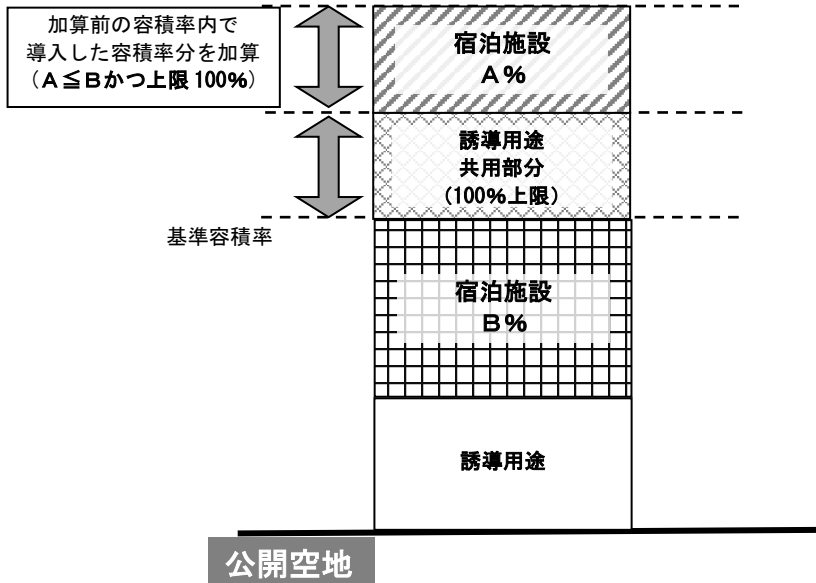 加算前の容積率内で
導入した容積率分を加算
（Ａ≦Ｂかつ上限 100%）
宿泊施設
Ａ%
誘導用途
共用部分
（100%上限）
基準容積率
宿泊施設
Ｂ%
誘導用途
公開空地